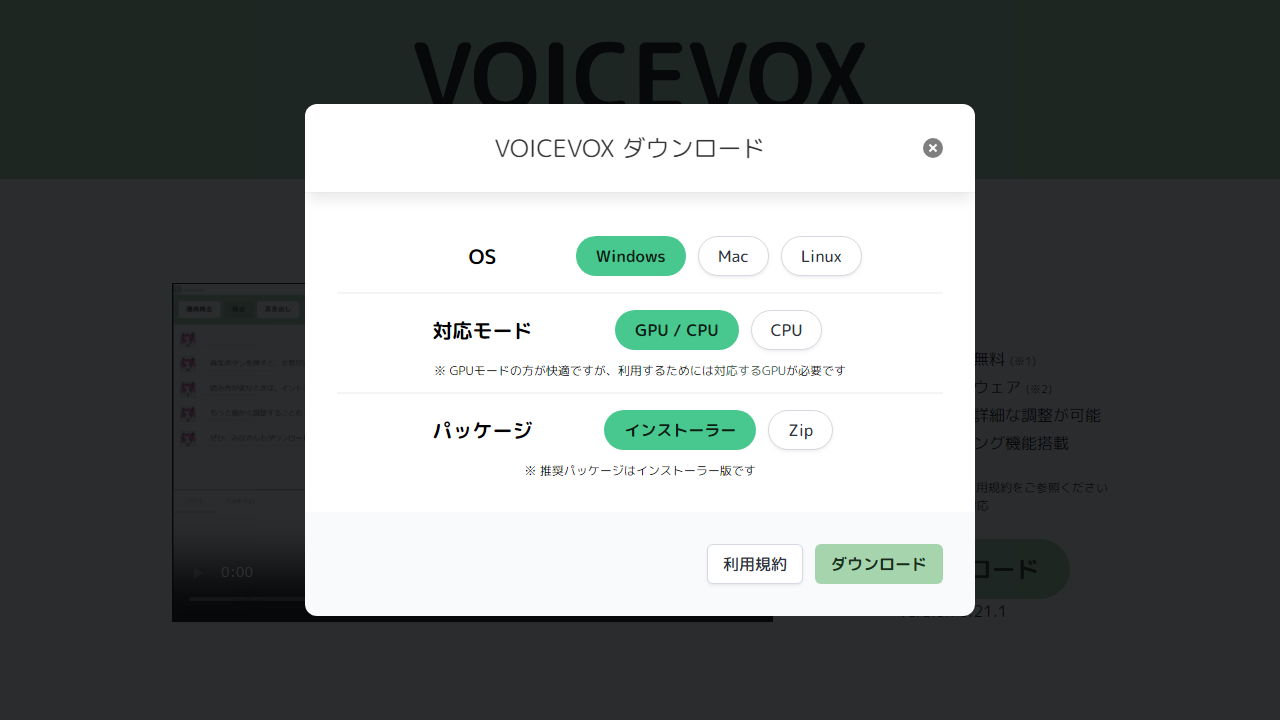 VOICEVOX
VOICEVOX ダウンロード
OS
Windows
Mac
Linux
対応モード
GPU / CPU
CPU
※ GPUモードの方が快適ですが、利用するためには対応するGPUが必要です
パッケージ
インストーラー
Zip
※ 推奨パッケージはインストーラー版です
利用規約
ダウンロード
無料 (※1)
ウェア (※2)
詳細な調整が可能
ング機能搭載
用規約をご参照ください
応
ロード
21.1
0:00